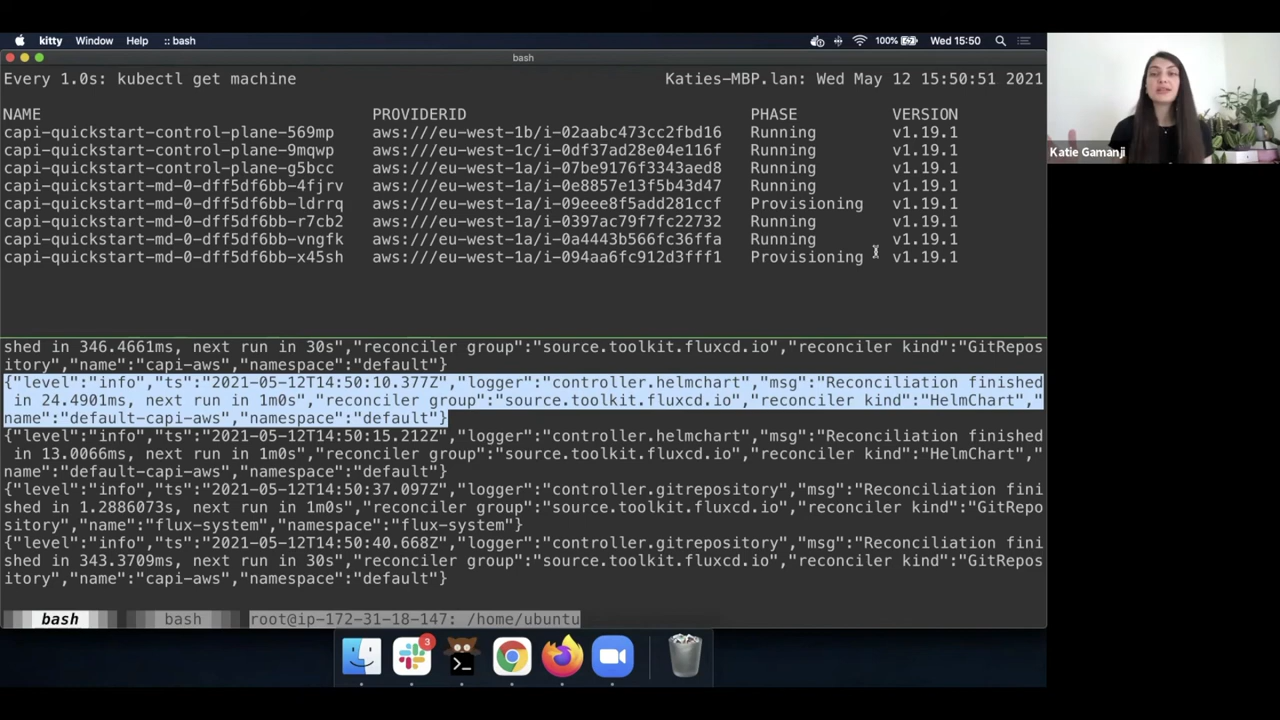 kitty Window Help :: bash 100% Wed 15:50
bash
Every 1.0s: kubectl get machine Katies-MBP.lan: Wed May 12 15:50:51 2021
NAME PROVIDERID PHASE VERSION
capi-quickstart-control-plane-569mp aws:///eu-west-1b/i-02aabc473cc2fbd16 Running v1.19.1
capi-quickstart-control-plane-9mqwp aws:///eu-west-1c/i-0df37ad28e04e116f Running v1.19.1
capi-quickstart-control-plane-g5bcc aws:///eu-west-1a/i-07be9176f3343aed8 Running v1.19.1
capi-quickstart-md-0-dff5df6bb-4fjrv aws:///eu-west-1a/i-0e8857e13f5b43d47 Running v1.19.1
capi-quickstart-md-0-dff5df6bb-ldrrq aws:///eu-west-1a/i-09eee8f5add281ccf Provisioning v1.19.1
capi-quickstart-md-0-dff5df6bb-r7cb2 aws:///eu-west-1a/i-0397ac79f7fc22732 Running v1.19.1
capi-quickstart-md-0-dff5df6bb-vngfk aws:///eu-west-1a/i-0a4443b566fc36ffa Running v1.19.1
capi-quickstart-md-0-dff5df6bb-x45sh aws:///eu-west-1a/i-094aa6fc912d3fff1 Provisioning v1.19.1
shed in 346.4661ms, next run in 30s","reconciler group":"source.toolkit.fluxcd.io","reconciler kind":"GitRepos
itory","name":"capi-aws","namespace":"default"}
{"level":"info","ts":"2021-05-12T14:50:10.377Z","logger":"controller.helmchart","msg":"Reconciliation finished
in 24.4901ms, next run in 1m0s","reconciler group":"source.toolkit.fluxcd.io","reconciler kind":"HelmChart","
name":"default-capi-aws","namespace":"default"}
{"level":"info","ts":"2021-05-12T14:50:15.212Z","logger":"controller.helmchart","msg":"Reconciliation finished
in 13.0066ms, next run in 1m0s","reconciler group":"source.toolkit.fluxcd.io","reconciler kind":"HelmChart","
name":"default-capi-aws","namespace":"default"}
{"level":"info","ts":"2021-05-12T14:50:37.097Z","logger":"controller.gitrepository","msg":"Reconciliation fini
shed in 1.2886073s, next run in 1m0s","reconciler group":"source.toolkit.fluxcd.io","reconciler kind":"GitRepo
sitory","name":"flux-system","namespace":"flux-system"}
{"level":"info","ts":"2021-05-12T14:50:40.668Z","logger":"controller.gitrepository","msg":"Reconciliation fini
shed in 343.3709ms, next run in 30s","reconciler group":"source.toolkit.fluxcd.io","reconciler kind":"GitRepos
itory","name":"capi-aws","namespace":"default"}
bash bash root@ip-172-31-18-147: /home/ubuntu
3
Katie Gamanji